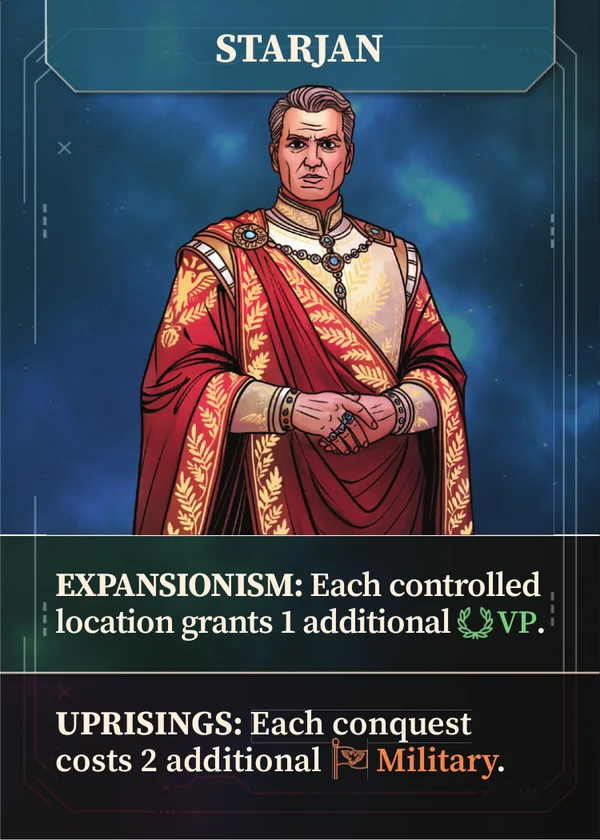 STARJAN
EXPANSIONISM: Each controlled
location grants 1 additional VP.
UPRISINGS: Each conquest
costs 2 additional Military.